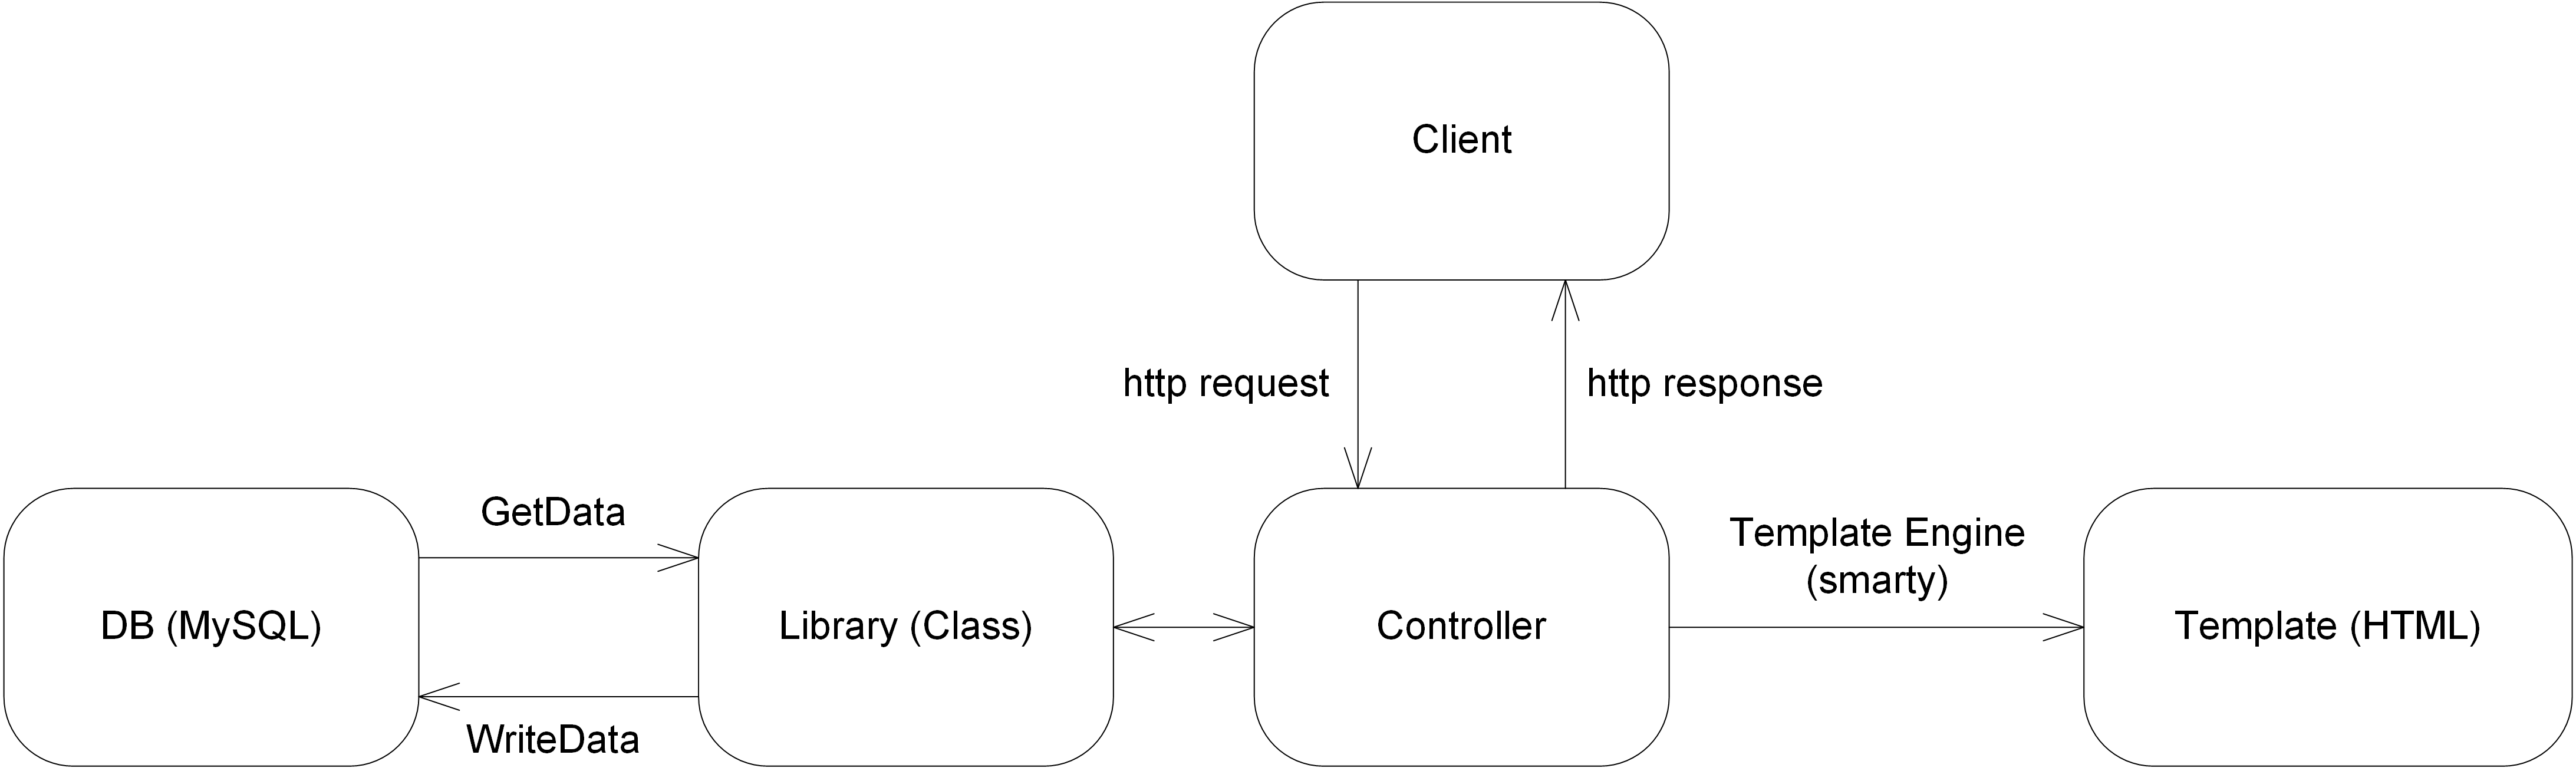 Client
http request
http response
GetData
Template Engine
(smarty)
DB (MySQL)
Library (Class)
Controller
Template (HTML)
WriteData